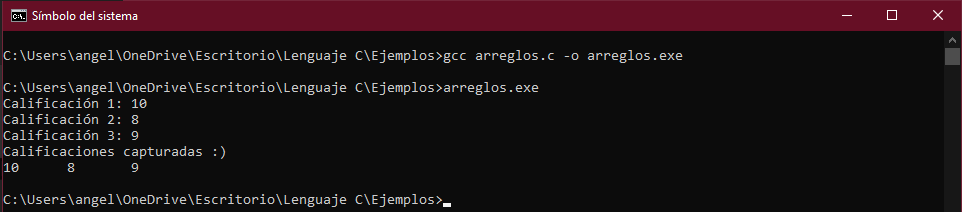 Símbolo del sistema
C:\Users\angel\OneDrive\Escritorio\Lenguaje C\Ejemplos>gcc arreglos.c -o arreglos.exe
C:\Users\angel\OneDrive\Escritorio\Lenguaje C\Ejemplos>arreglos.exe
Calificación 1: 10
Calificación 2: 8
Calificación 3: 9
Calificaciones capturadas :)
10      8       9
C:\Users\angel\OneDrive\Escritorio\Lenguaje C\Ejemplos>